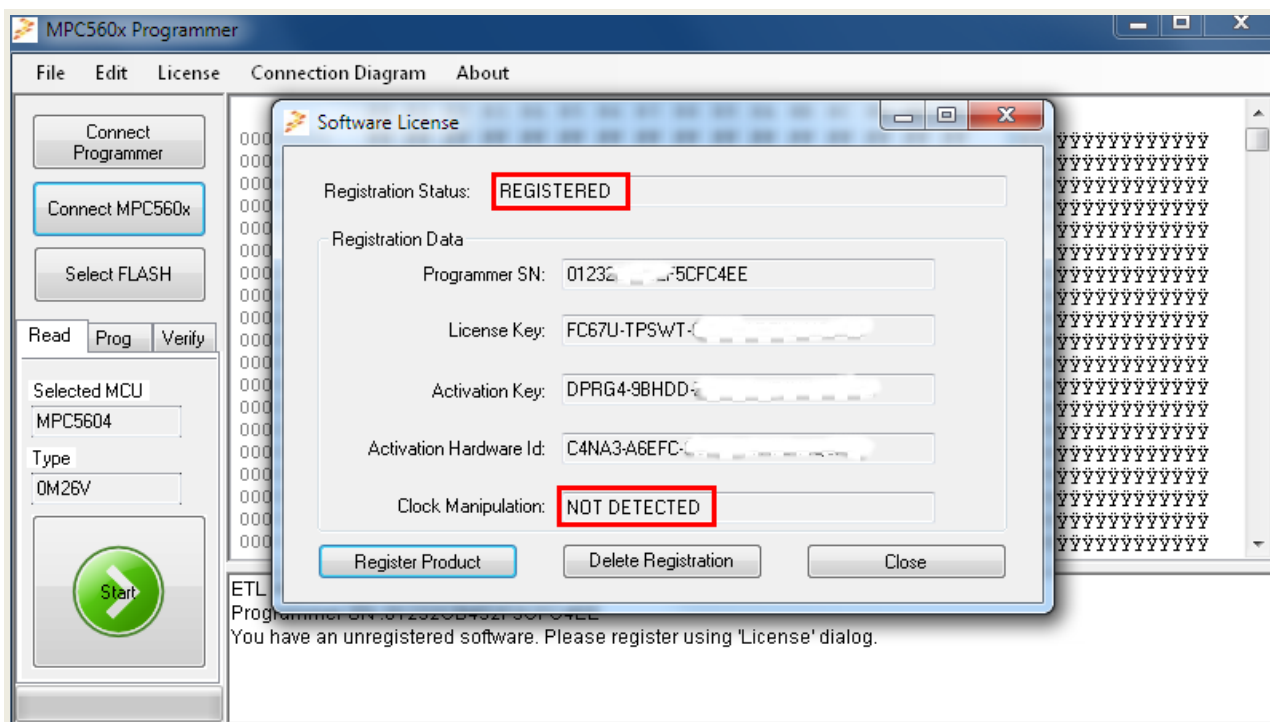 MPC560x Programmer
File Edit License Connection Diagram About
Connect Programmer
Connect MPC560x
Select FLASH
Read Prog Verify
Selected MCU
MPC5604
Type
0M26V
Start
Software License
Registration Status: REGISTERED
Registration Data
Programmer SN: 01232 F5CFC4EE
License Key: FC67U-TPSWT-
Activation Key: DPRG4-9BHDD-
Activation Hardware Id: C4NA3-A6EFC-
Clock Manipulation: NOT DETECTED
Register Product Delete Registration Close
ETL
Programmer SN
You have an unregistered software. Please register using 'License' dialog.